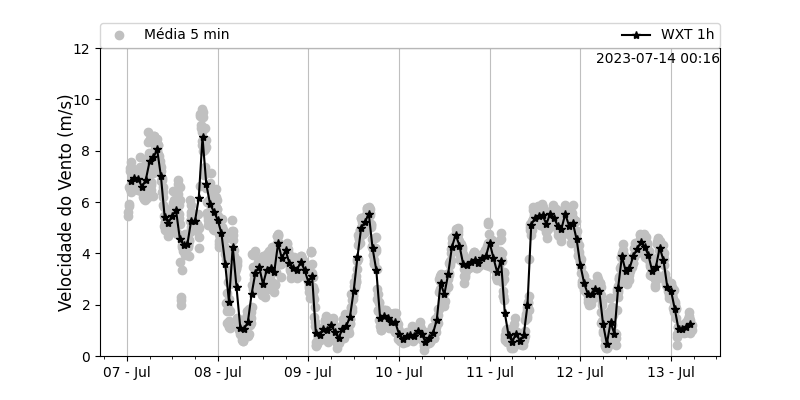 Média 5 min
WXT 1h
2023-07-14 00:16
Velocidade do Vento (m/s)
12
10
8
6
4
2
0
07 - Jul
08 - Jul
09 - Jul
10 - Jul
11 - Jul
12 - Jul
13 - Jul